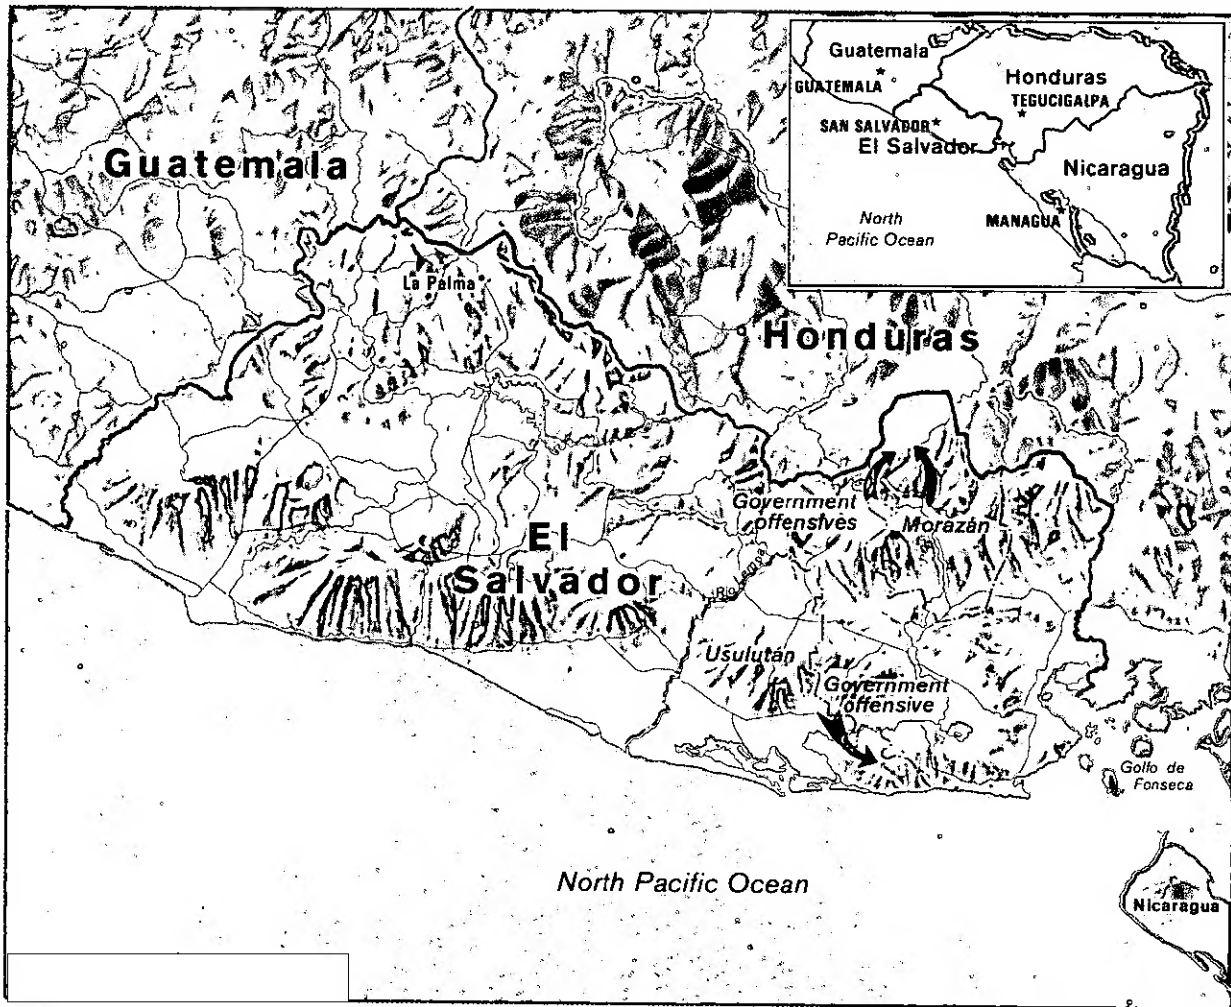 Guatemala
GUATEMALA
Honduras
TEGUCIGALPA
SAN SALVADOR
El Salvador
Nicaragua
MANAGUA
North
Pacific Ocean
Guatemala
La Palma
Honduras
Government
offensives
Morazán
El
Salvador
Río Lempa
Usulután
Government
offensive
Golfo de
Fonseca
North Pacific Ocean
Nicaragua